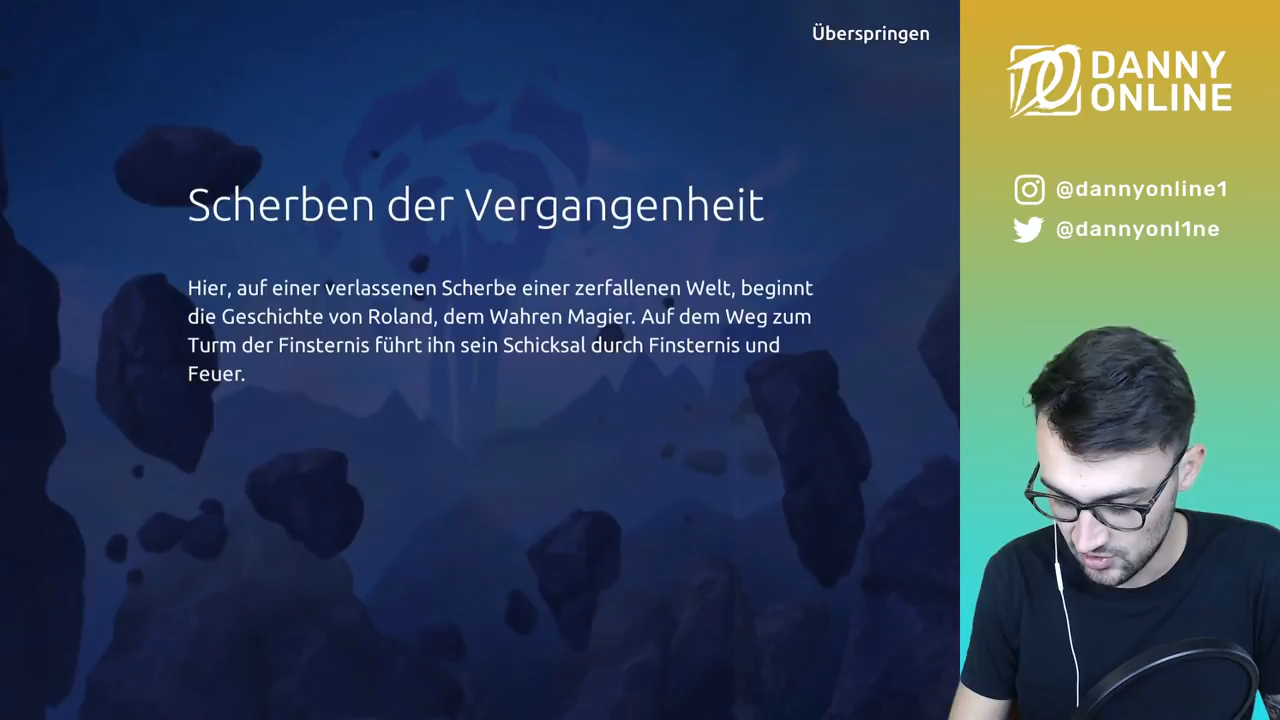 Überspringen
Scherben der Vergangenheit
Hier, auf einer verlassenen Scherbe einer zerfallenen Welt, beginnt
die Geschichte von Roland, dem Wahren Magier. Auf dem Weg zum
Turm der Finsternis führt ihn sein Schicksal durch Finsternis und
Feuer.
DO DANNY
ONLINE
@dannyonline1
@dannyonl1ne